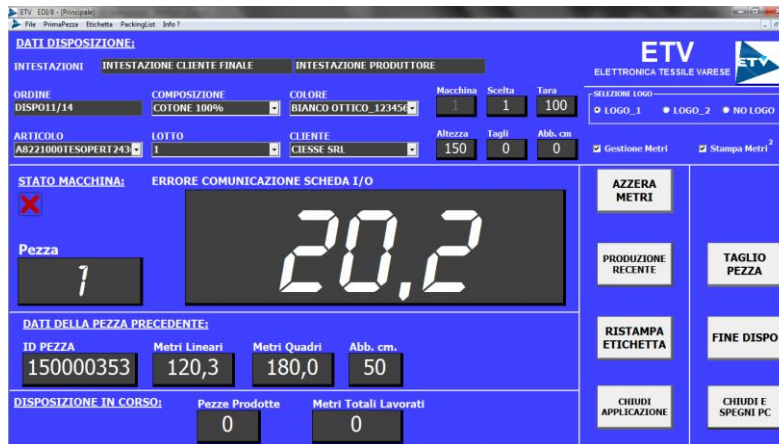 ETV EDI/8 - [Principale]
File PrimaPezza Etichetta PackingList Info ?
DATI DISPOSIZIONE:
INTESTAZIONI INTESTAZIONE CLIENTE FINALE INTESTAZIONE PRODUTTORE
ETV
ELETTRONICA TESSILE VARESE
ETV
ORDINE COMPOSIZIONE COLORE Macchina Scelta Tara
DISPO11/14 COTONE 100% BIANCO OTTICO_123456 1 1 100
SELEZIONE LOGO
LOGO_1 LOGO_2 NO LOGO
ARTICOLO LOTTO CLIENTE Altezza Tagli Abb. cm
A8221000TESOPERT243 1 CIESSE SRL 150 0 0
Gestione Metri Stampa Metri 2
STATO MACCHINA: ERRORE COMUNICAZIONE SCHEDA I/O
20,2
Pezza
1
AZZERA
METRI
PRODUZIONE
RECENTE
TAGLIO
PEZZA
DATI DELLA PEZZA PRECEDENTE:
ID PEZZA Metri Lineari Metri Quadri Abb. cm.
150000353 120,3 180,0 50
RISTAMPA
ETICHETTA
FINE DISPO
DISPOSIZIONE IN CORSO: Pezze Prodotte Metri Totali Lavorati
0 0
CHIUDI
APPLICAZIONE
CHIUDI E
SPEGNI PC